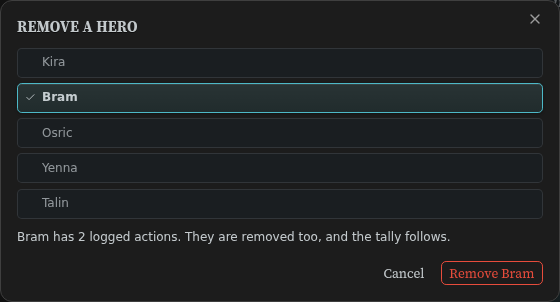 REMOVE A HERO
Kira
Bram
Osric
Yenna
Talin
Bram has 2 logged actions. They are removed too, and the tally follows.
Cancel
Remove Bram